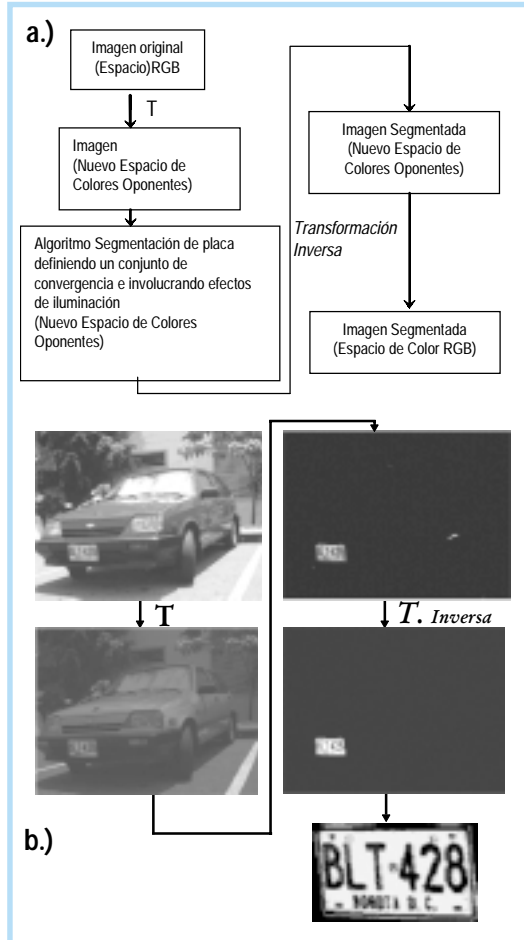 a.)
Imagen original
(Espacio)RGB
T
Imagen
(Nuevo Espacio de
Colores Oponentes)
Algoritmo Segmentación de placa
definiendo un conjunto de
convergencia e involucrando efectos
de iluminación
(Nuevo Espacio de Colores
Oponentes)
Imagen Segmentada
(Nuevo Espacio de
Colores Oponentes)
Transformación
Inversa
Imagen Segmentada
(Espacio de Color RGB)
T
T. Inversa
b.)
BLT-428
BOGOTA D.C.